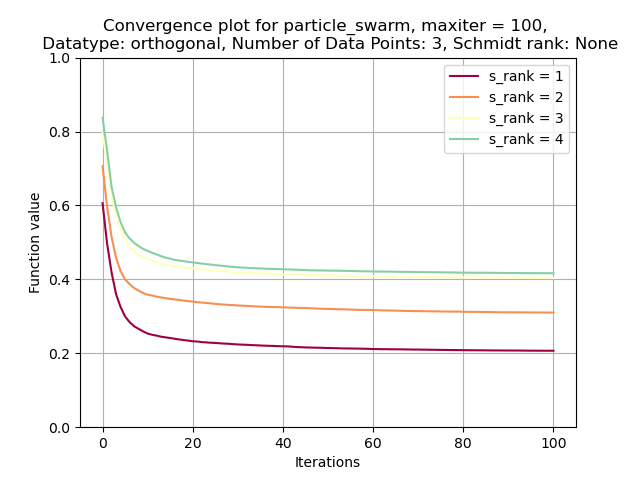 Convergence plot for particle_swarm, maxiter = 100,
Datatype: orthogonal, Number of Data Points: 3, Schmidt rank: None
1.0
s_rank = 1
s_rank = 2
s_rank = 3
s_rank = 4
0.8
0.6
Function value
0.4
0.2
0.0
0 20 40 60 80 100
Iterations